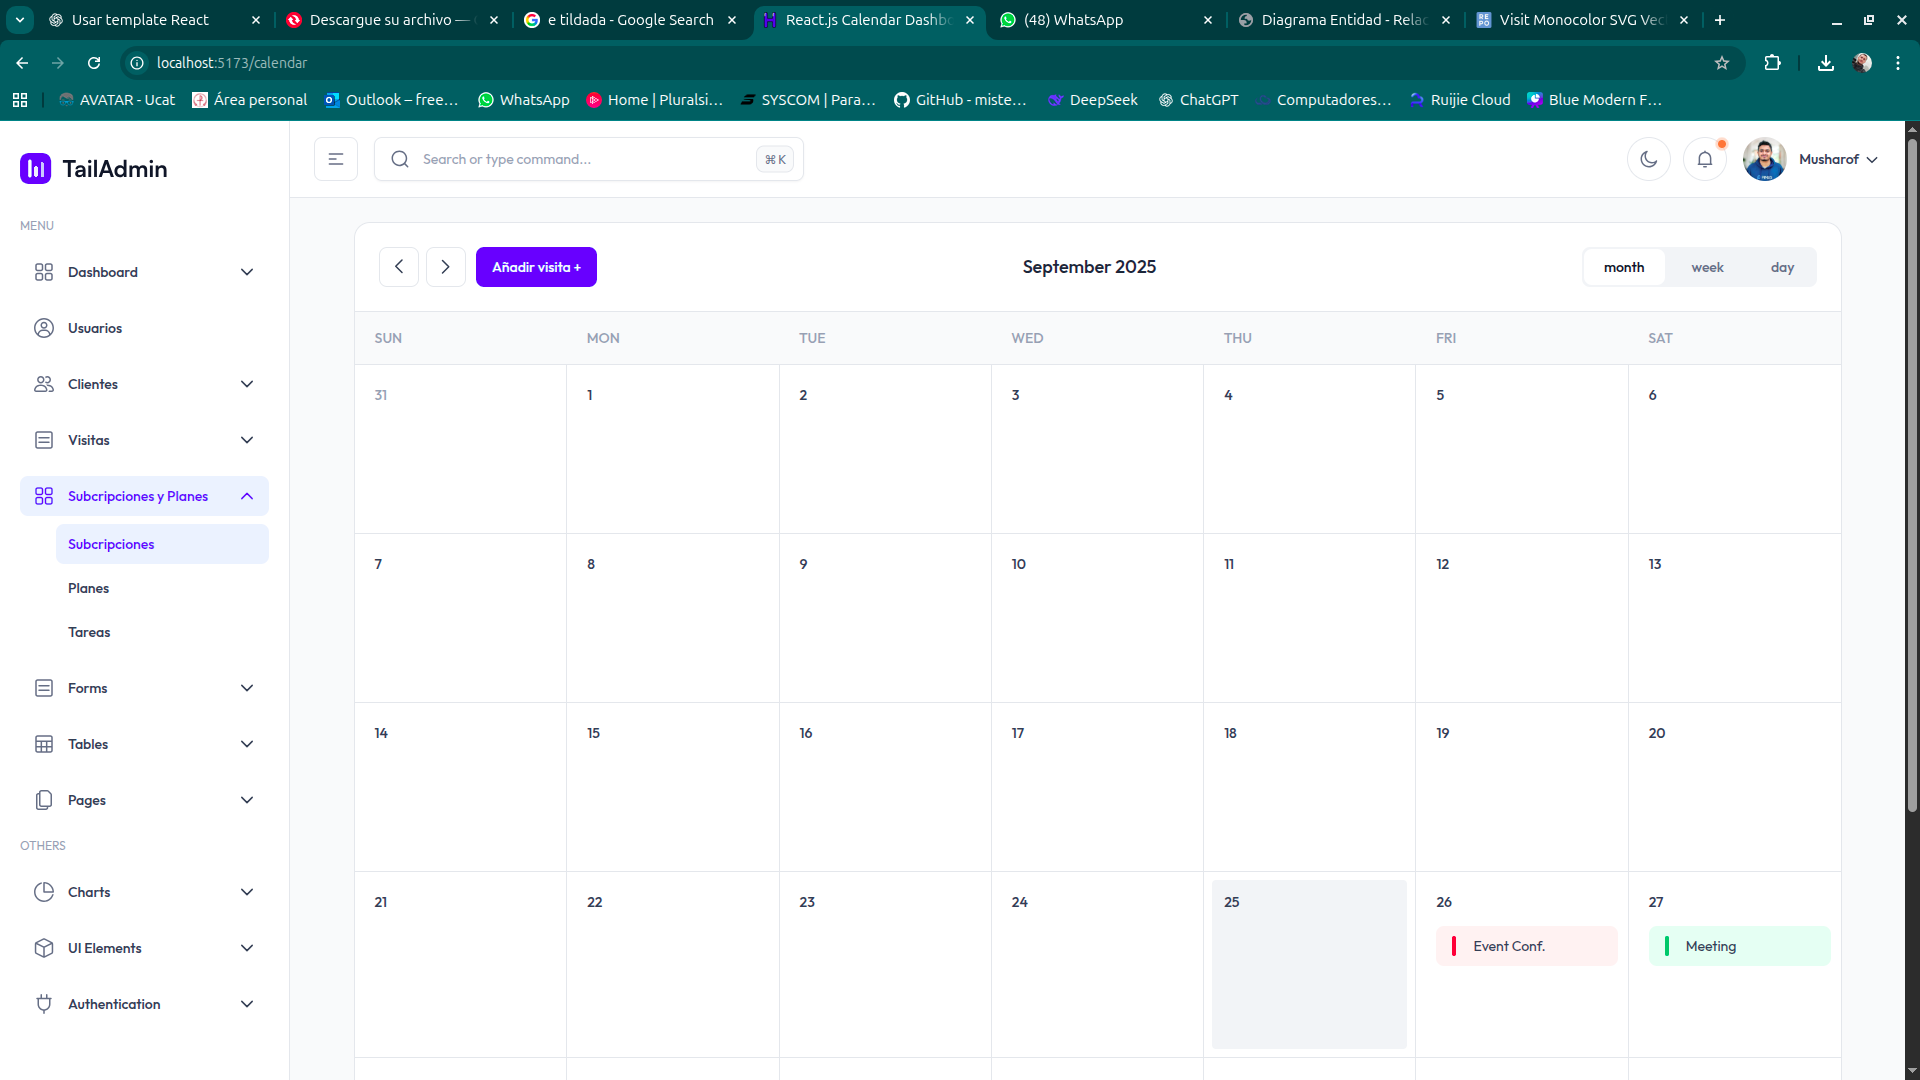 Usar template React
Descargue su archivo —
e tildada - Google Search
React.js Calendar Dashbo
(48) WhatsApp
Diagrama Entidad - Relac
Visit Monocolor SVG Vec
localhost:5173/calendar
AVATAR - Ucat
Área personal
Outlook – free…
WhatsApp
Home | Pluralsi…
SYSCOM | Para…
GitHub - miste…
DeepSeek
ChatGPT
Computadores…
Ruijie Cloud
Blue Modern F…
TailAdmin
Search or type command...
⌘ K
Musharof
MENU
Dashboard
Usuarios
Clientes
Visitas
Subcripciones y Planes
Subcripciones
Planes
Tareas
Forms
Tables
Pages
OTHERS
Charts
UI Elements
Authentication
Añadir visita +
September 2025
month week day
SUN MON TUE WED THU FRI SAT
31 1 2 3 4 5 6
7 8 9 10 11 12 13
14 15 16 17 18 19 20
21 22 23 24 25 26 27
Event Conf. Meeting